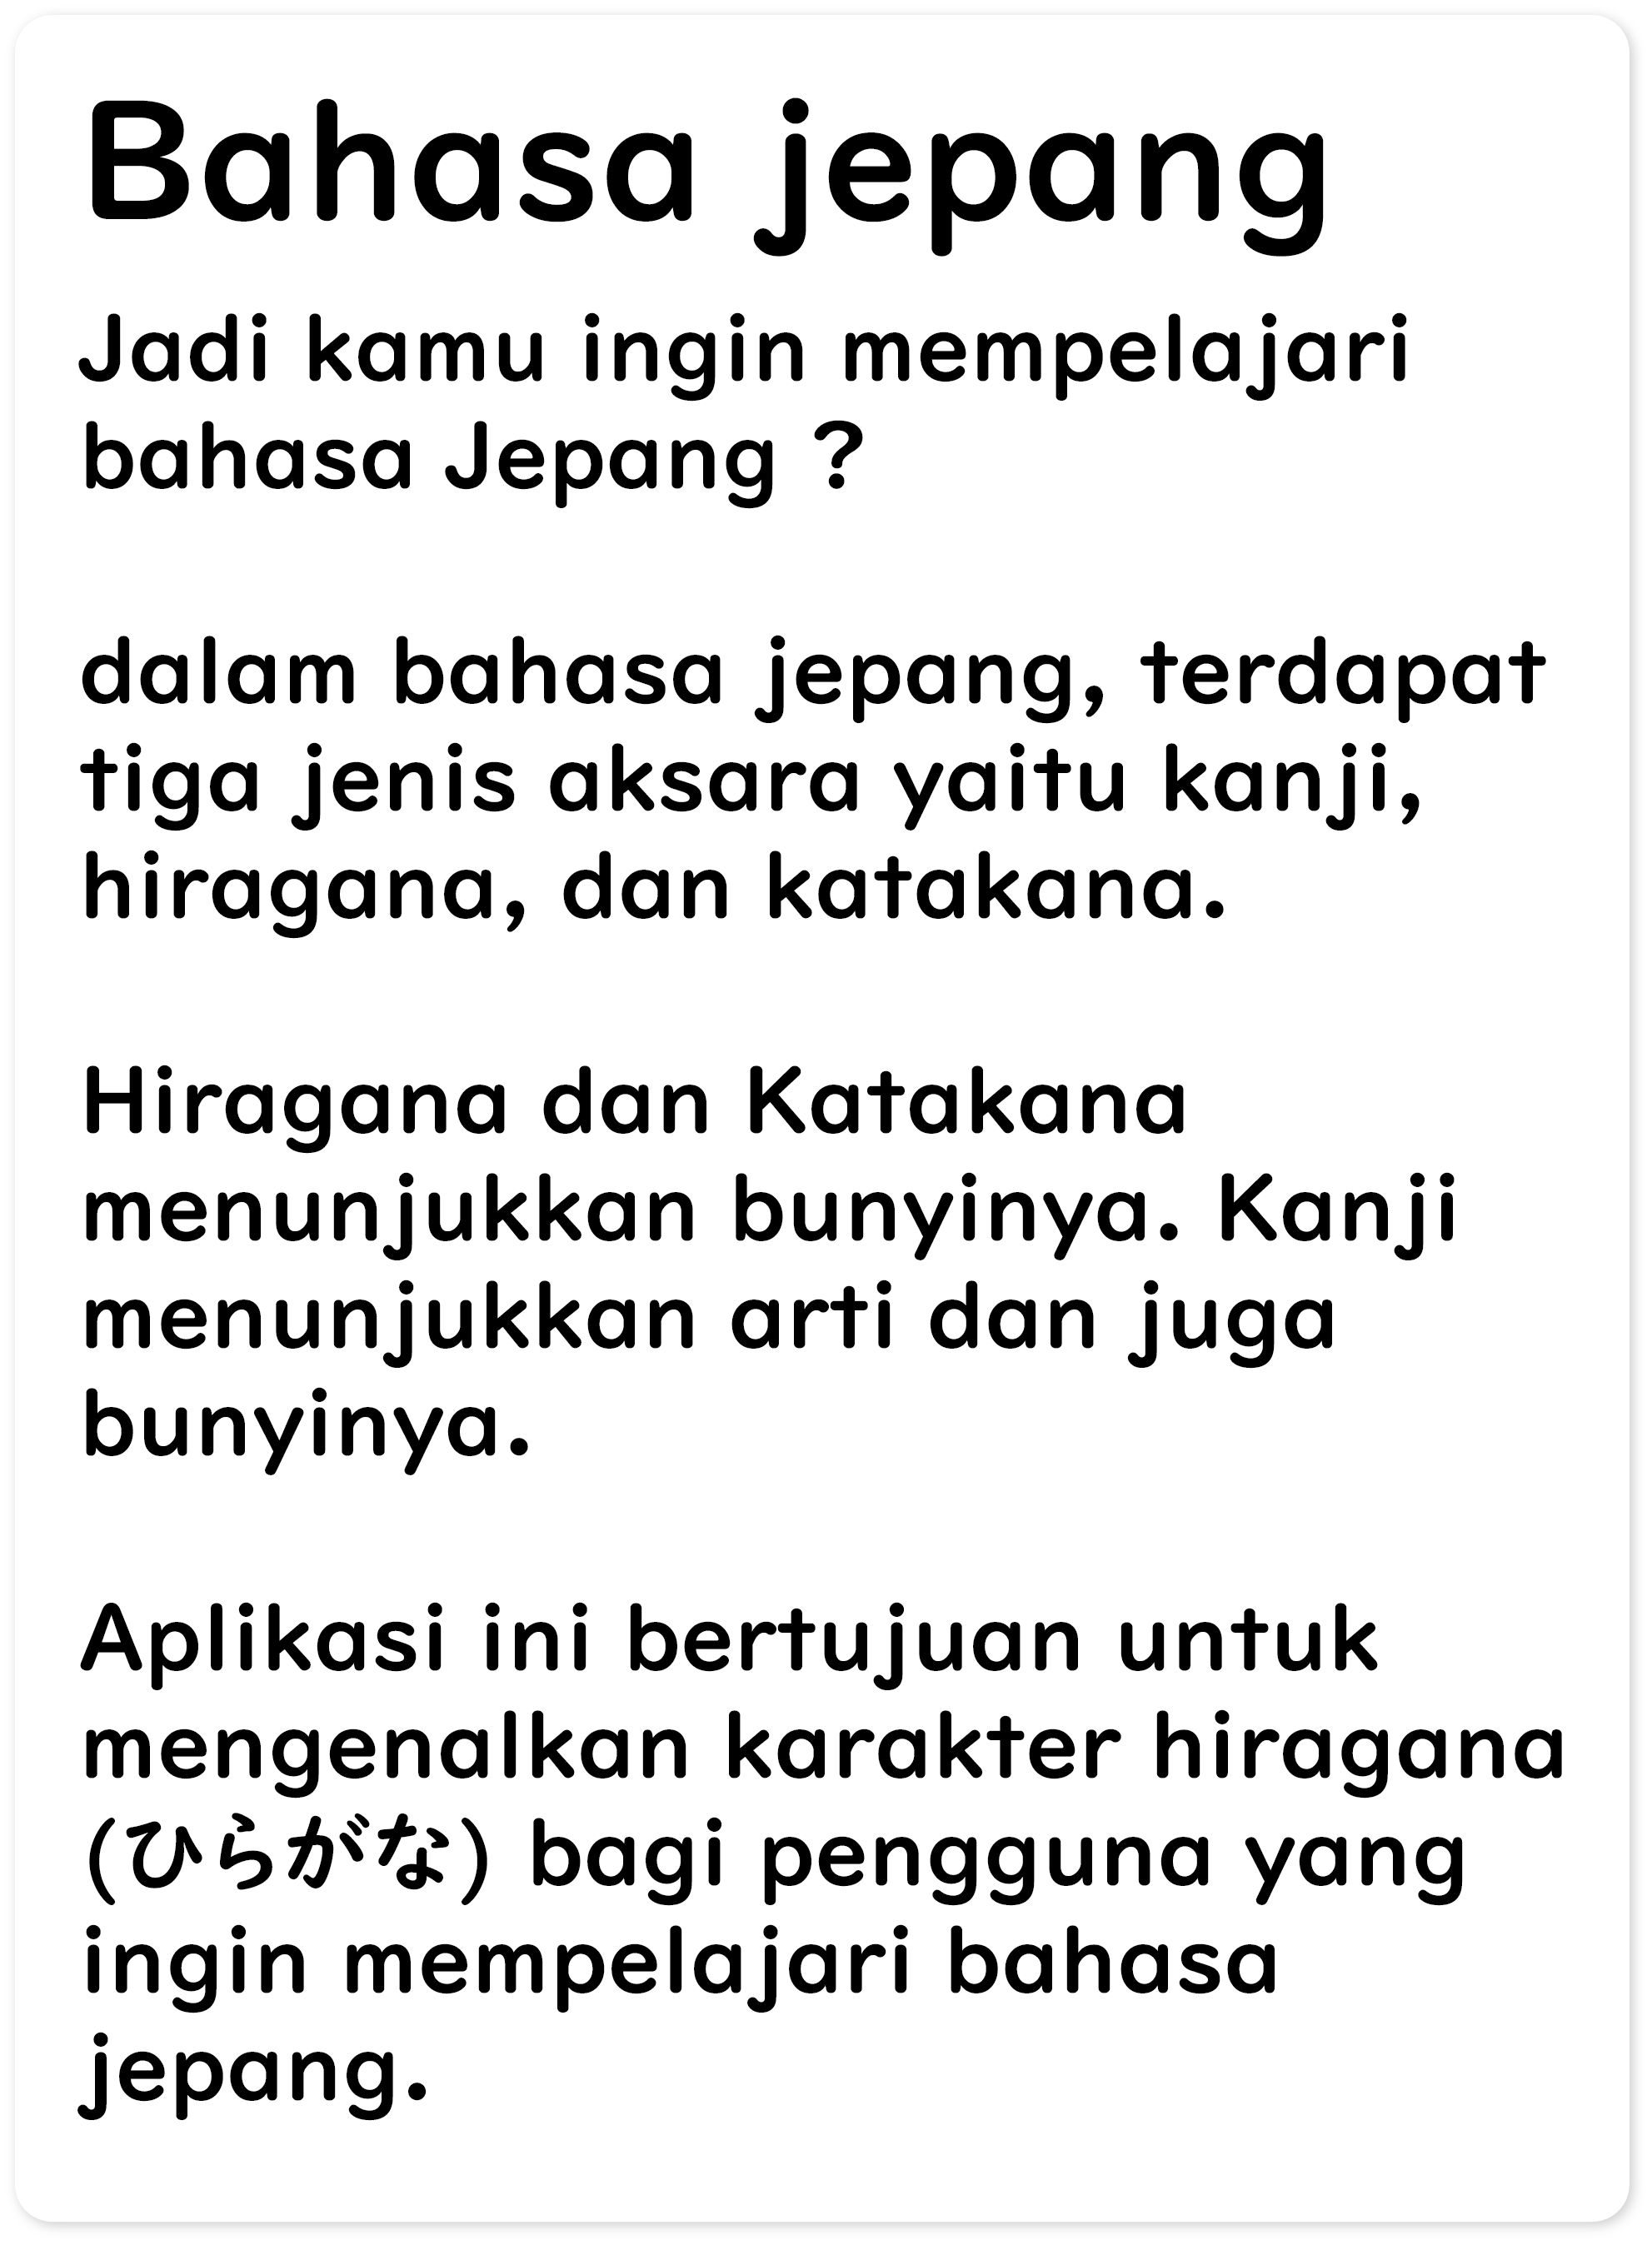 Bahasa jepang
Jadi kamu ingin mempelajari
bahasa Jepang ?
dalam bahasa jepang, terdapat
tiga jenis aksara yaitu kanji,
hiragana, dan katakana.
Hiragana dan Katakana
menunjukkan bunyinya. Kanji
menunjukkan arti dan juga
bunyinya.
Aplikasi ini bertujuan untuk
mengenalkan karakter hiragana
(ひらがな) bagi pengguna yang
ingin mempelajari bahasa
jepang.